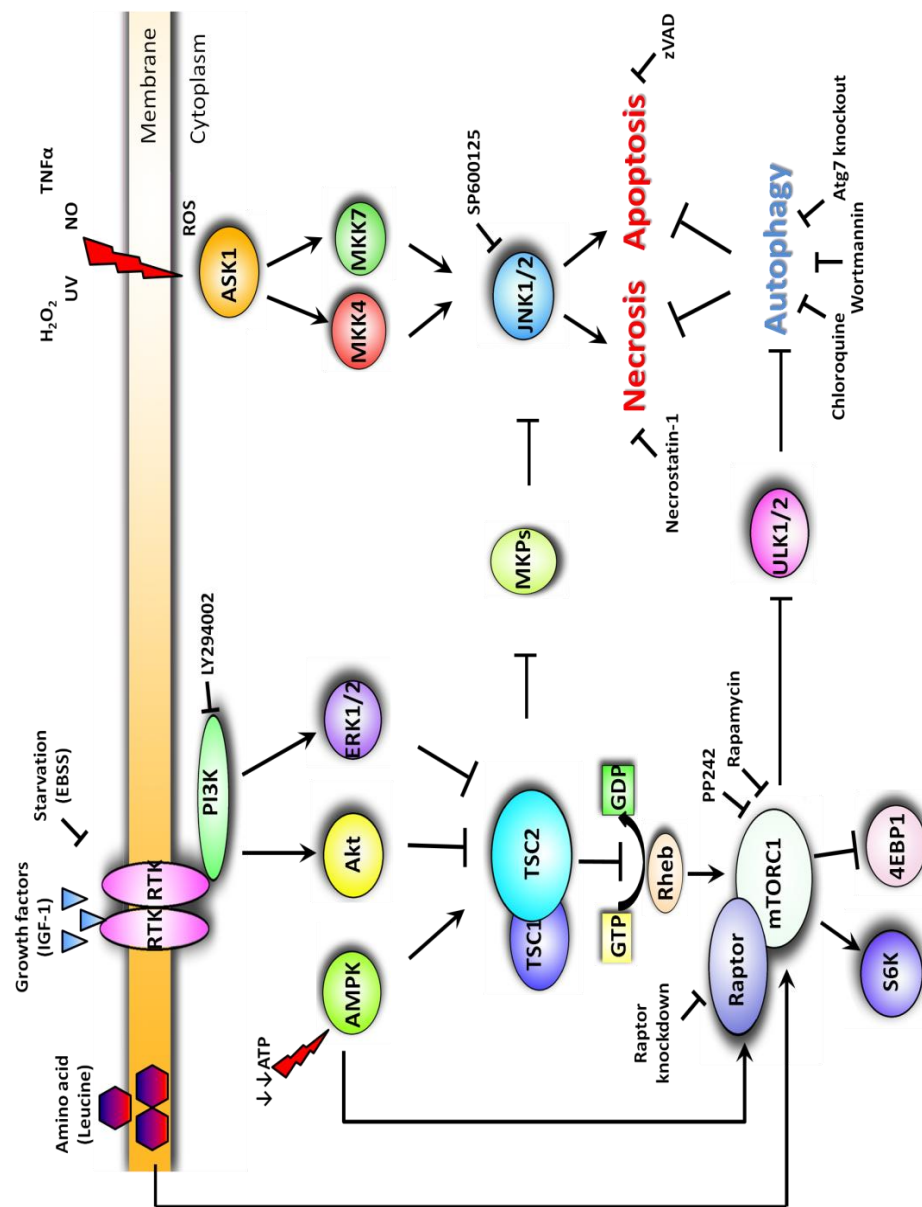 Amino acid
(Leucine)
Growth factors
(IGF-1)
Starvation
(EBSS)
H₂O₂
UV
NO
TNFα
Membrane
Cytoplasm
RTK
RTK
ROS
↓↓ATP
PI3K
LY294002
ASK1
AMPK
Akt
ERK1/2
MKK4
MKK7
TSC1
TSC2
MKPs
JNK1/2
SP600125
GTP
GDP
Rheb
Necrostatin-1
Necrosis
Apoptosis
zVAD
Raptor
knockdown
PP242
Rapamycin
Raptor
mTORC1
ULK1/2
Autophagy
Chloroquine
Wortmannin
Atg7 knockout
S6K
4EBP1